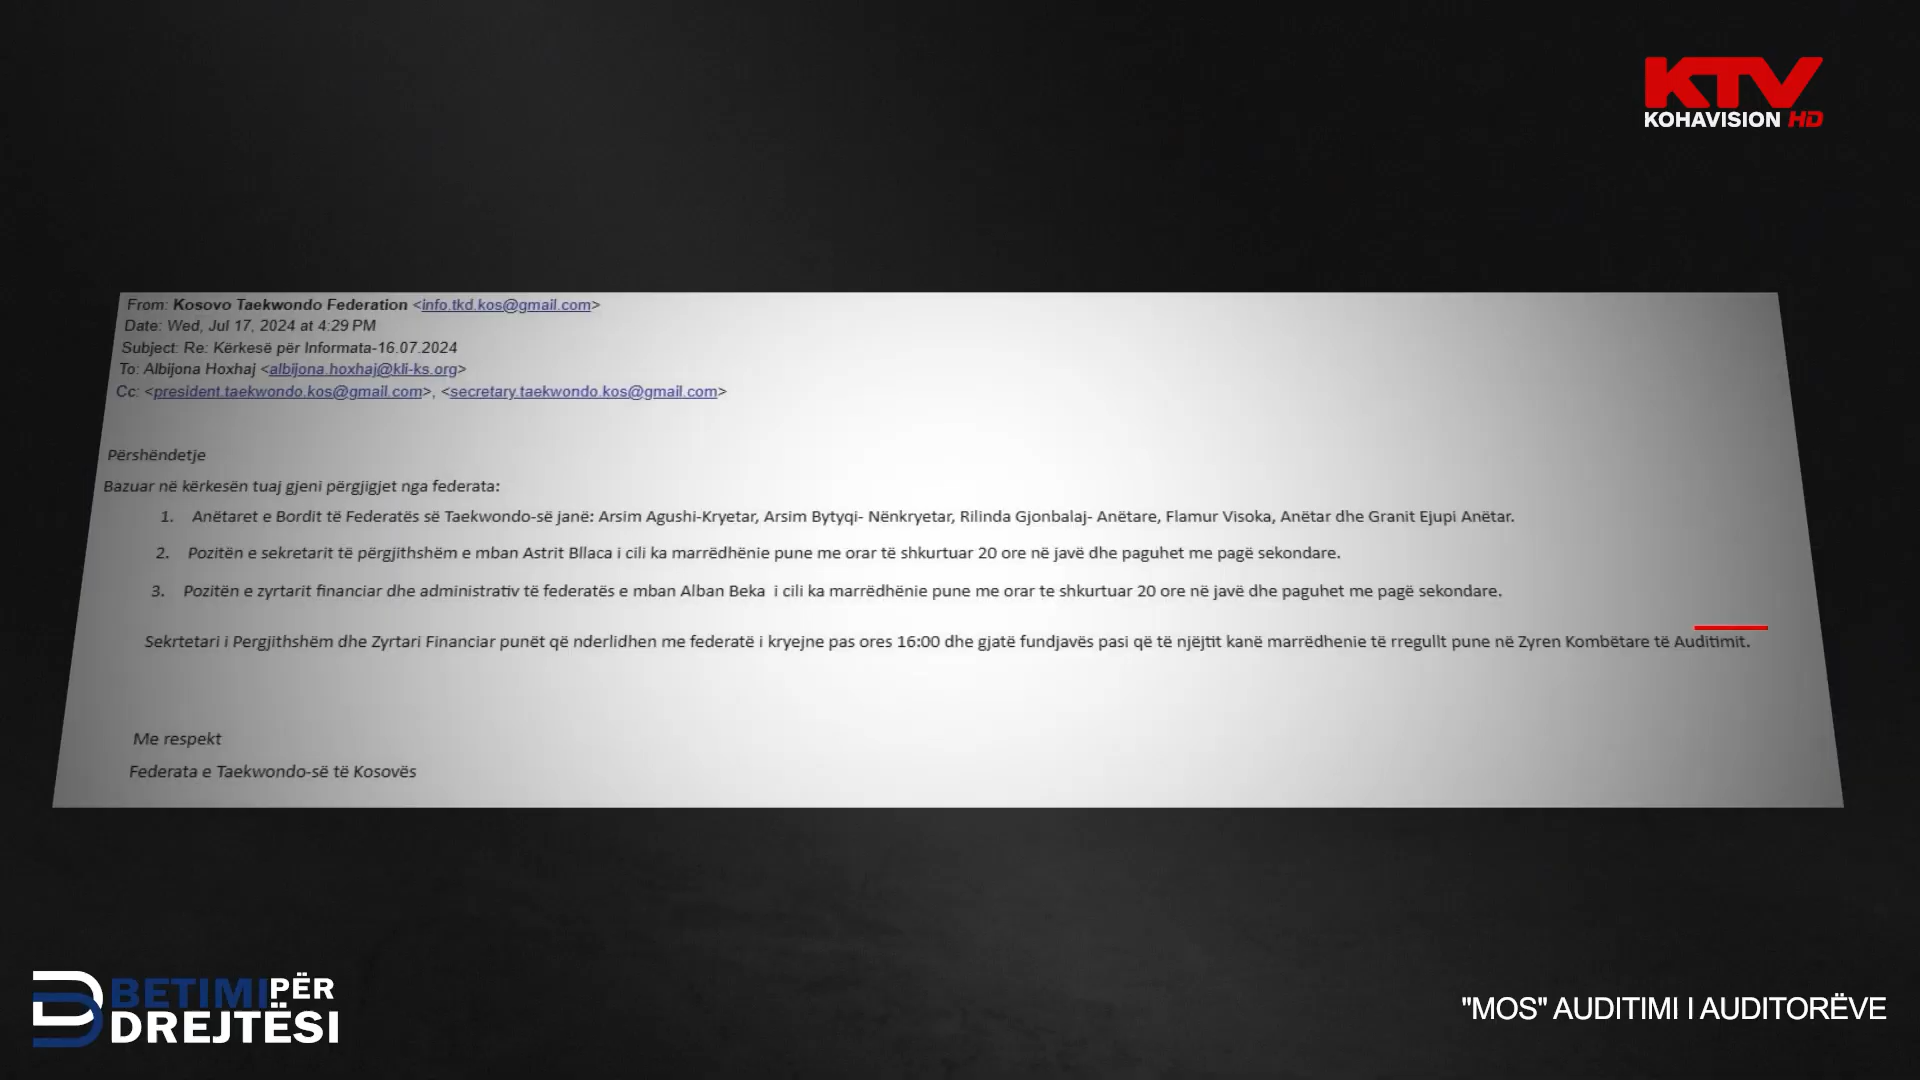 KTV
KOHAVISION HD
From: Kosovo Taekwondo Federation <info.tkd.kos@gmail.com>
Date: Wed, Jul 17, 2024 at 4:29 PM
Subject: Re: Kërkesë për Informata-16.07.2024
To: Albijona Hoxhaj <albijona.hoxhaj@kli-ks.org>
Cc: <president.taekwondo.kos@gmail.com>, <secretary.taekwondo.kos@gmail.com>
Përshëndetje
Bazuar në kërkesën tuaj gjeni përgjigjet nga federata:
1. Anëtaret e Bordit të Federatës së Taekwondo-së janë: Arsim Agushi-Kryetar, Arsim Bytyqi- Nënkryetar, Rilinda Gjonbalaj- Anëtare, Flamur Visoka, Anëtar dhe Granit Ejupi Anëtar.
2. Pozitën e sekretarit të përgjithshëm e mban Astrit Bllaca i cili ka marrëdhënie pune me orar të shkurtuar 20 ore në javë dhe paguhet me pagë sekondare.
3. Pozitën e zyrtarit financiar dhe administrativ të federatës e mban Alban Beka i cili ka marrëdhënie pune me orar te shkurtuar 20 ore në javë dhe paguhet me pagë sekondare.
Sekrtetari i Pergjithshëm dhe Zyrtari Financiar punët që nderlidhen me federatë i kryejne pas ores 16:00 dhe gjatë fundjavës pasi që të njëjtit kanë marrëdhenie të rregullt pune në Zyren Kombëtare të Auditimit.
Me respekt
Federata e Taekwondo-së të Kosovës
BETIMI PËR
DREJTËSI
"MOS" AUDITIMI I AUDITORËVE